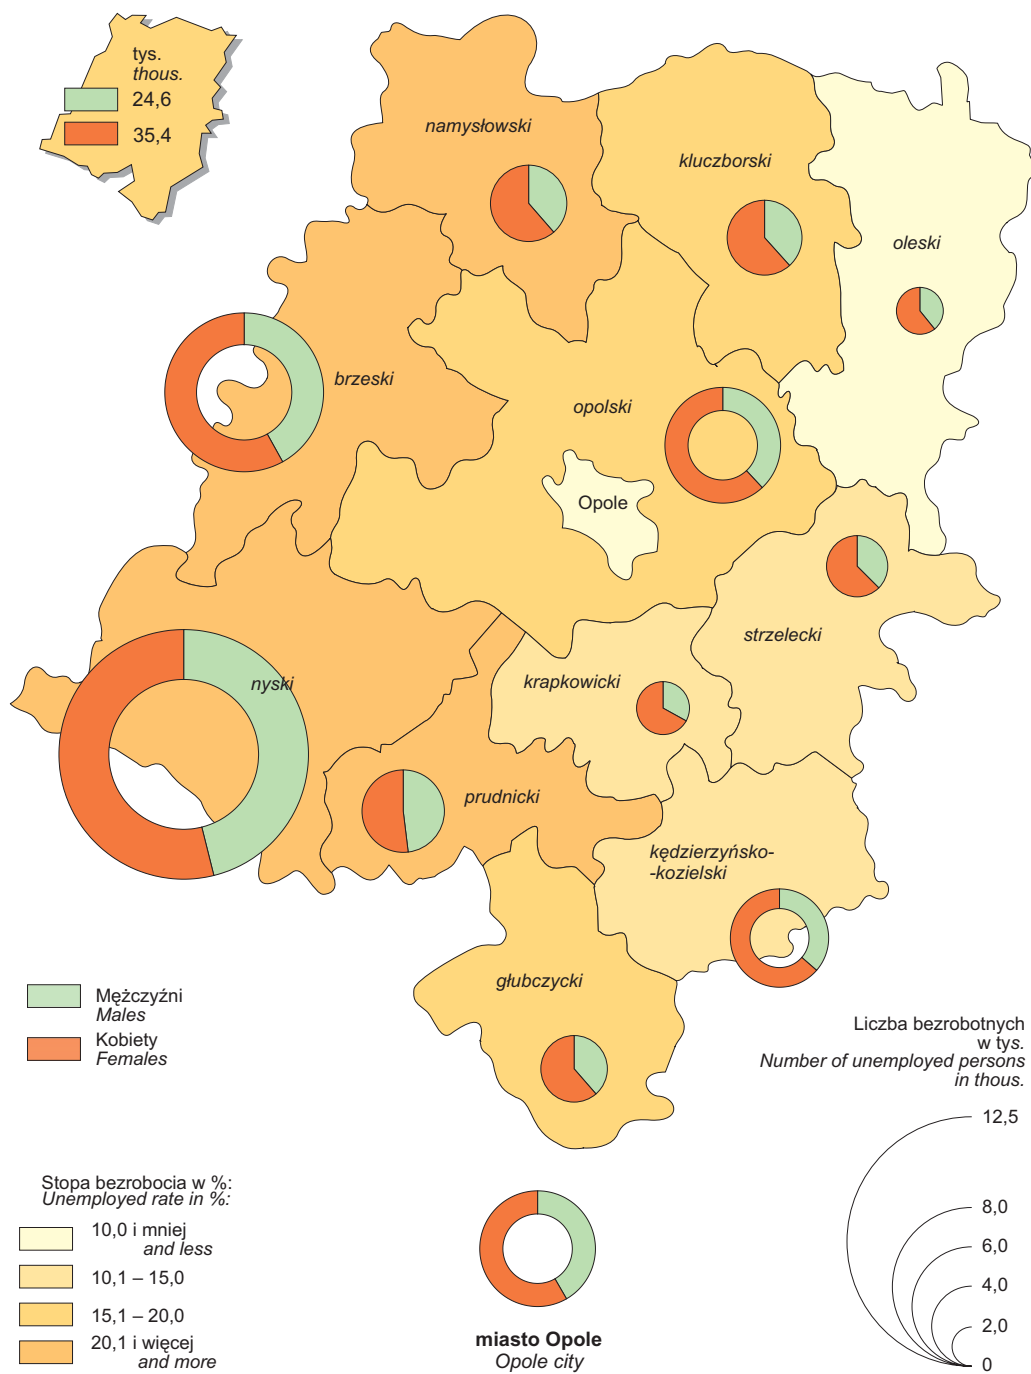 tys.
thous.
24,6
35,4
namysłowski
kluczborski
oleski
brzeski
opolski
Opole
strzelecki
nyski
krapkowicki
prudnicki
kędzierzyńsko-
-kozielski
głubczycki
Mężczyźni
Males
Kobiety
Females
Liczba bezrobotnych
w tys.
Number of unemployed persons
in thous.
12,5
8,0
6,0
4,0
2,0
0
Stopa bezrobocia w %:
Unemployed rate in %:
10,0 i mniej
and less
10,1 – 15,0
15,1 – 20,0
20,1 i więcej
and more
miasto Opole
Opole city